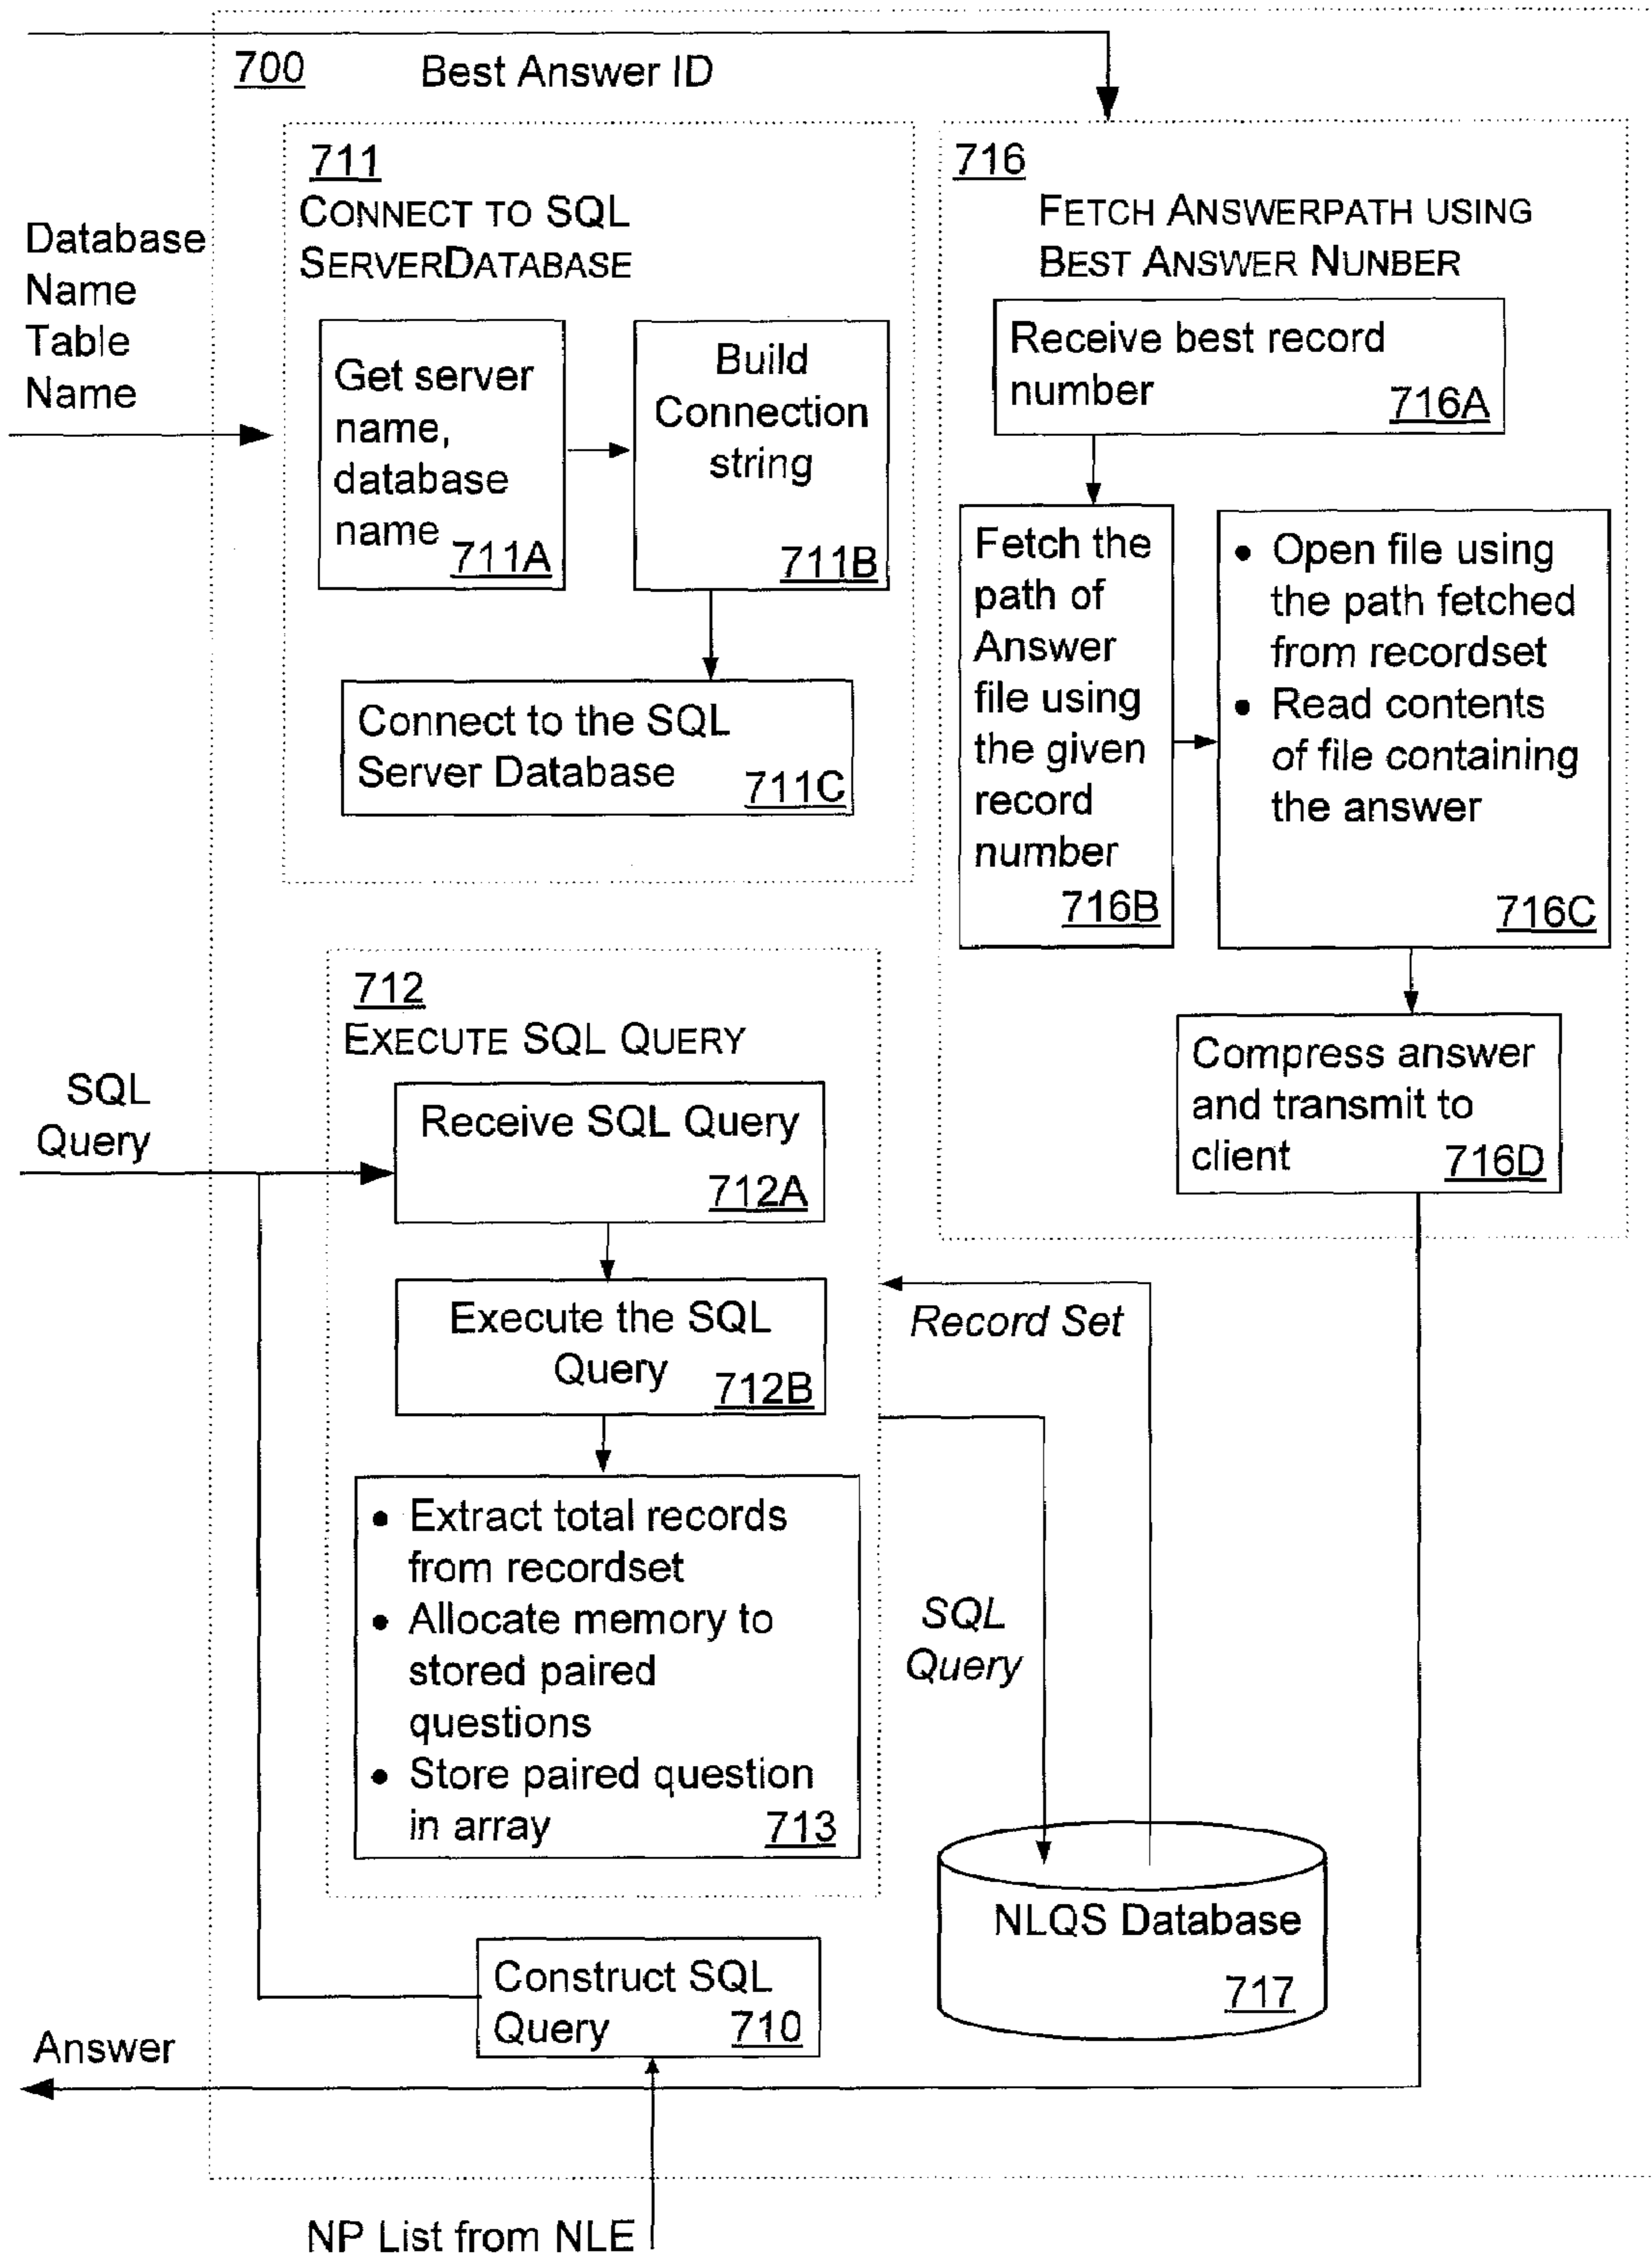 700
Best Answer ID
711
CONNECT TO SQL
SERVERDATABASE
Database
Name
Table
Name
Get server
name,
database
name
711A
Build
Connection
string
711B
Connect to the SQL
Server Database
711C
716
FETCH ANSWERPATH USING
BEST ANSWER NUNBER
Receive best record
number
716A
Fetch the
path of
Answer
file using
the given
record
number
716B
• Open file using
the path fetched
from recordset
• Read contents
of file containing
the answer
716C
Compress answer
and transmit to
client
716D
712
EXECUTE SQL QUERY
SQL
Query
Receive SQL Query
712A
Execute the SQL
Query
712B
• Extract total records
from recordset
• Allocate memory to
stored paired
questions
• Store paired question
in array
713
Record Set
SQL
Query
NLQS Database
717
Construct SQL
Query
710
Answer
NP List from NLE